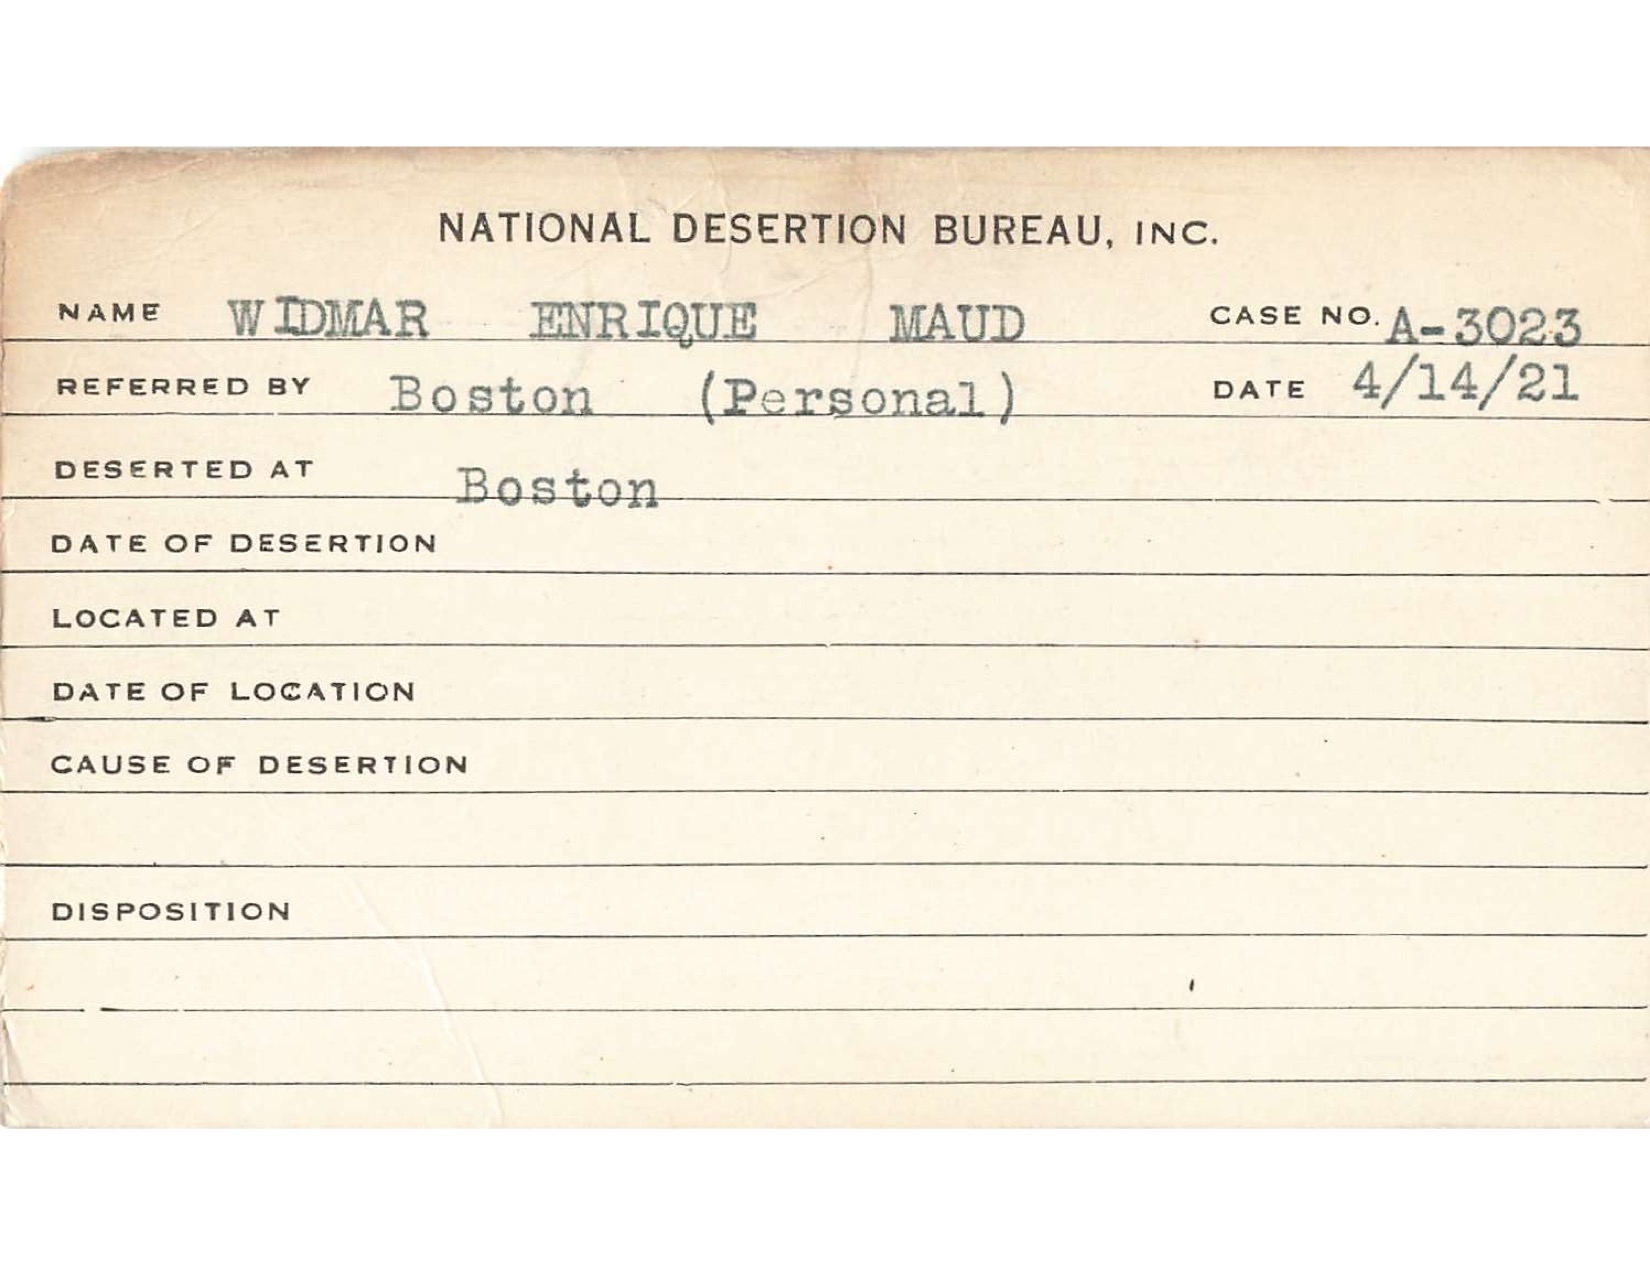 NATIONAL DESERTION BUREAU, INC.
NAME WIDMAR ENRIQUE MAUD CASE NO. A-3023
REFERRED BY Boston (Personal) DATE 4/14/21
DESERTED AT Boston
DATE OF DESERTION
LOCATED AT
DATE OF LOCATION
CAUSE OF DESERTION
DISPOSITION